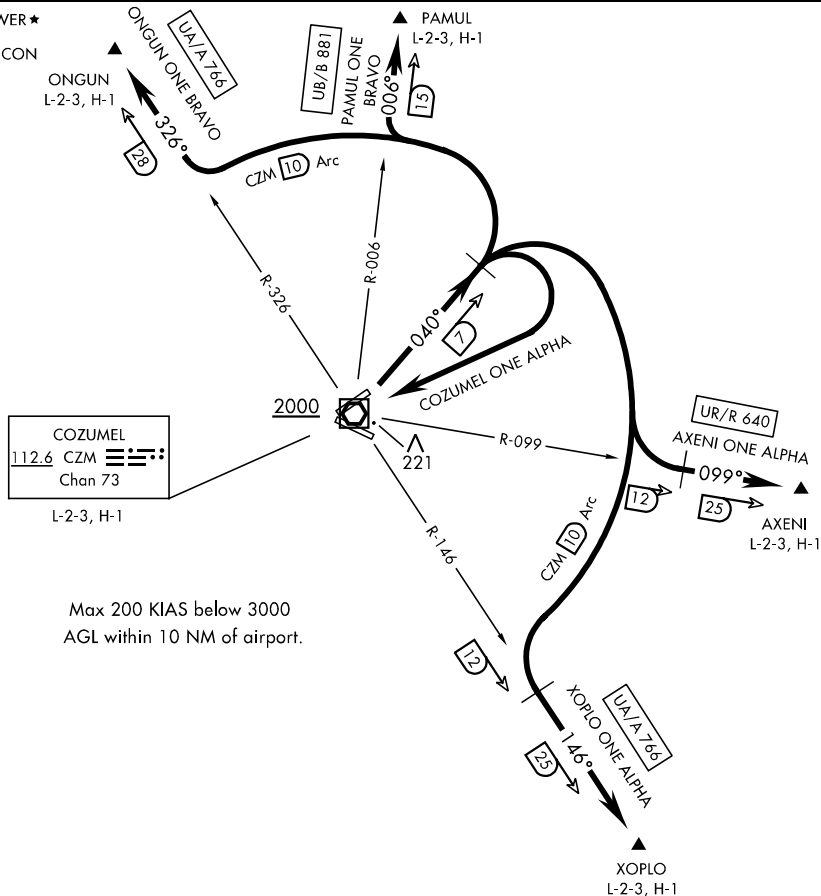 WER★
CON
ONGUN
L-2-3, H-1
326°
28
ONGUN ONE BRAVO
UA/A 766
CZM 10 Arc
UB/B 881
PAMUL ONE
BRAVO
006°
15
PAMUL
L-2-3, H-1
R-326
R-006
040°
7
COZUMEL ONE ALPHA
2000
221
R-099
COZUMEL
112.6 CZM
Chan 73
L-2-3, H-1
UR/R 640
AXENI ONE ALPHA
099°
12
25
AXENI
L-2-3, H-1
R-146
CZM 10 Arc
Max 200 KIAS below 3000
AGL within 10 NM of airport.
12
XOPLO ONE ALPHA
UA/A 766
146°
25
XOPLO
L-2-3, H-1